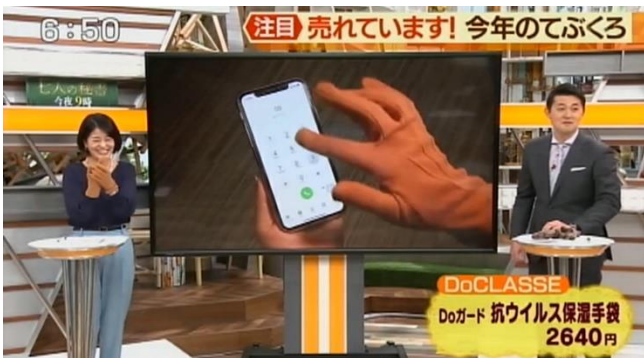 6:50
注目 売れています! 今年のてぶくろ
七人の秘書
今夜9時
DoCLASSE
Doガード 抗ウイルス保湿手袋
2640円